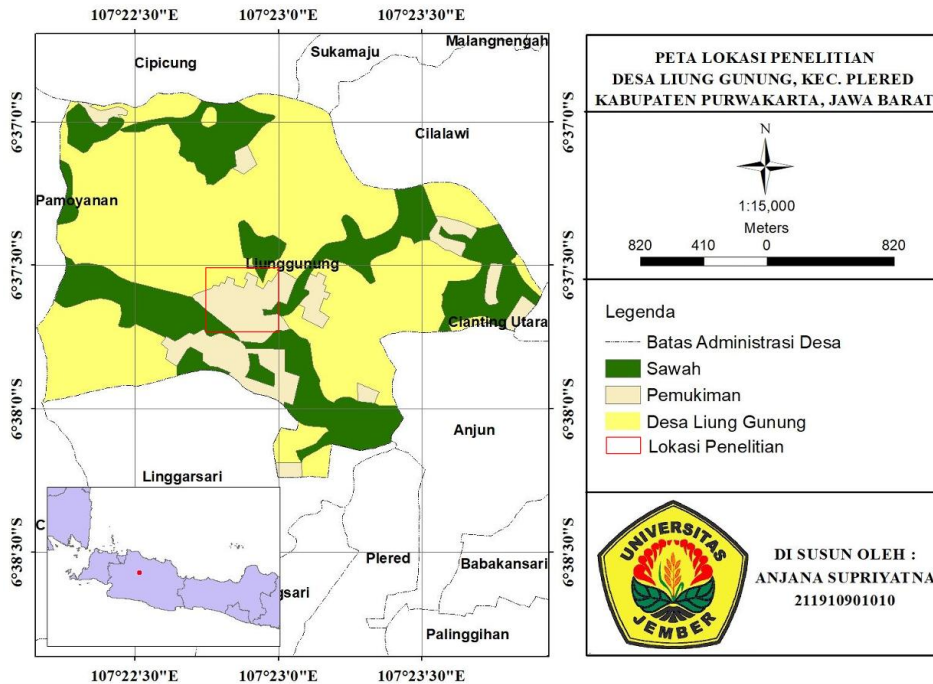 107°22'30"E 107°23'0"E 107°23'30"E
Malangnengah
Sukamaju
Cipicung
6°37'0"S 6°37'0"S
Cilalawi
Pamoyanan
Liunggunung
6°37'30"S 6°37'30"S
Cianting Utara
6°38'0"S 6°38'0"S
Anjun
Linggarsari
C
6°38'30"S 6°38'30"S
Plered
Babakansari
gsari
Palinggihan
107°22'30"E 107°23'0"E 107°23'30"E
PETA LOKASI PENELITIAN
DESA LIUNG GUNUNG, KEC. PLERED
KABUPATEN PURWAKARTA, JAWA BARAT
N
1:15,000
Meters
820 410 0 820
Legenda
Batas Administrasi Desa
Sawah
Pemukiman
Desa Liung Gunung
Lokasi Penelitian
UNIVERSITAS
JEMBER
DI SUSUN OLEH :
ANJANA SUPRIYATNA
211910901010